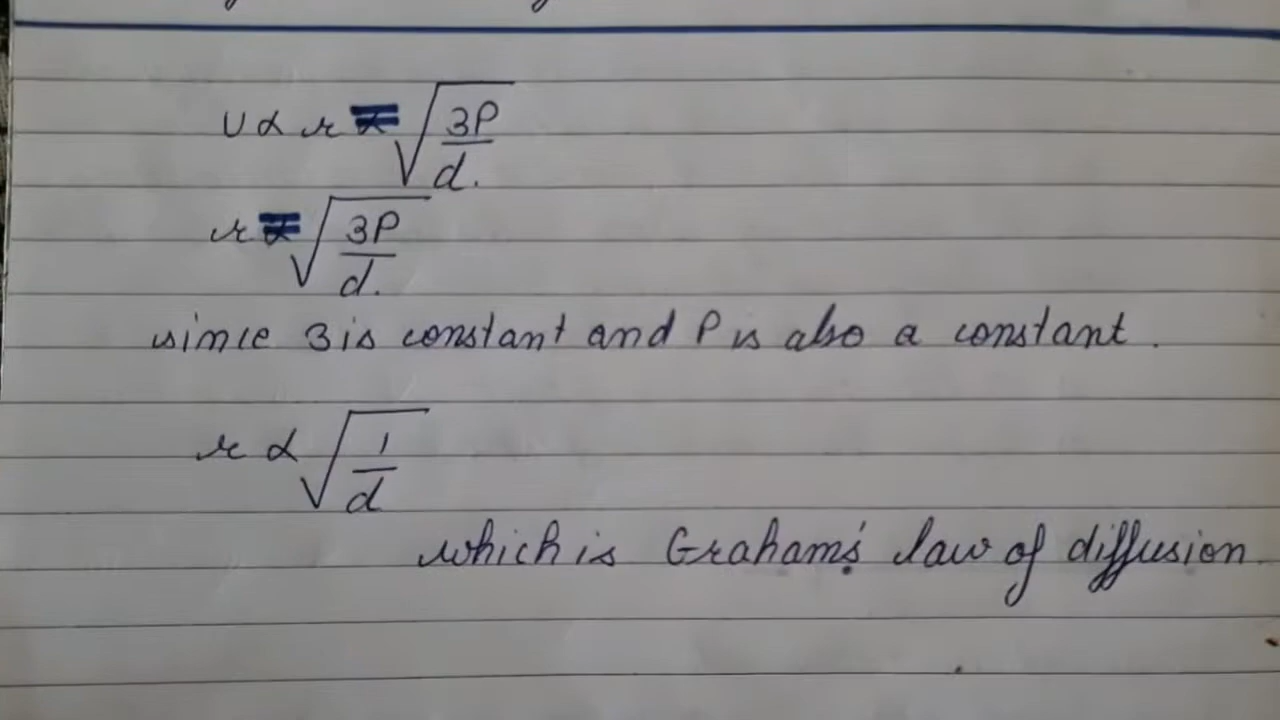 U α r = √(3P/d.)
r = √(3P/d.)
since 3 is constant and P is also a constant.
r α √(1/d)
which is Graham's law of diffusion.